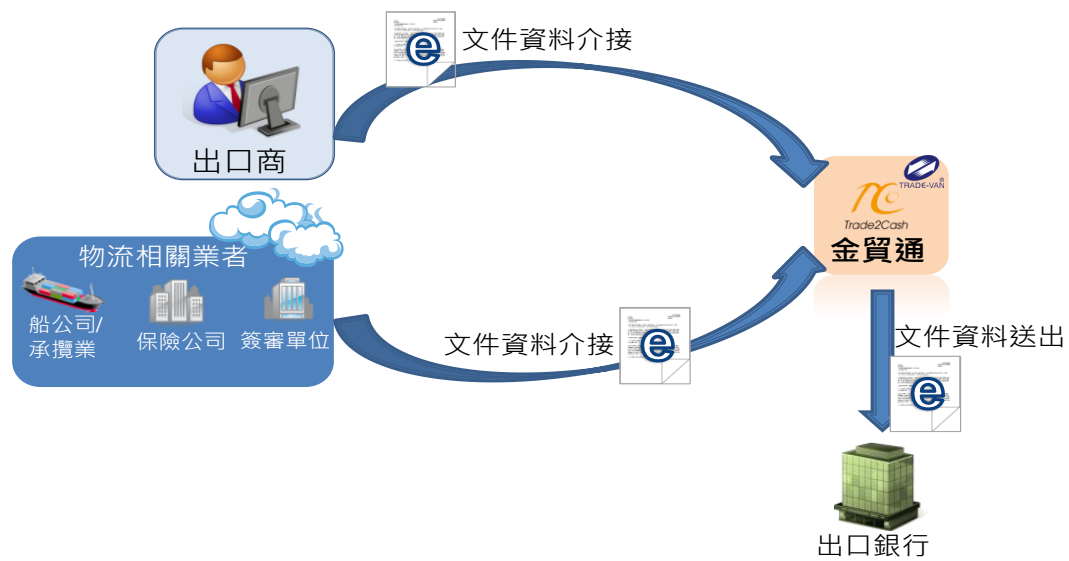 文件資料介接
出口商
TRADE-VAN
Trade2Cash
金貿通
物流相關業者
船公司/
承攬業
保險公司
簽審單位
文件資料介接
文件資料送出
出口銀行